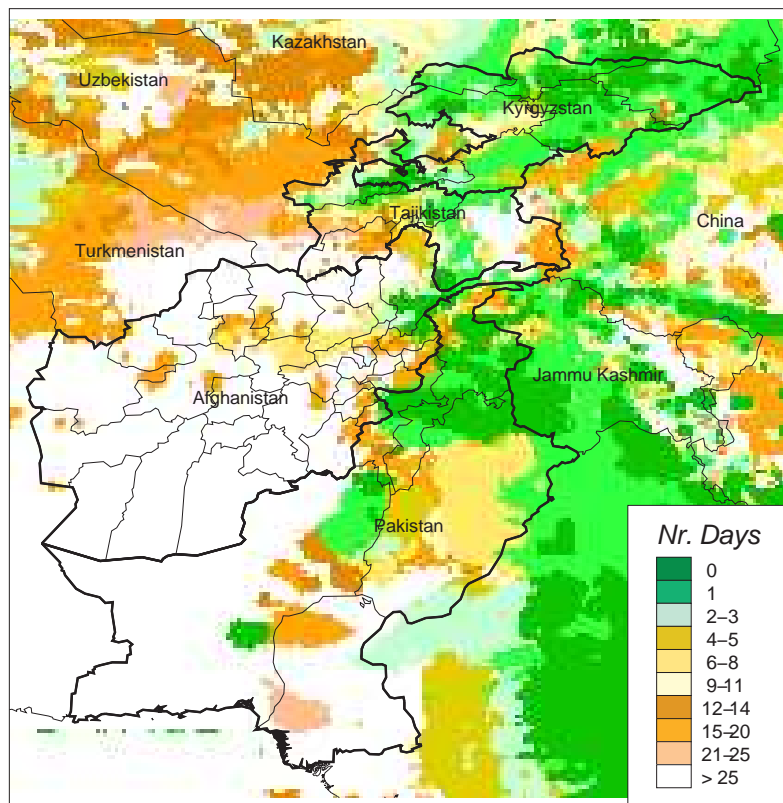 Kazakhstan
Uzbekistan
Kyrgyzstan
Tajikistan
China
Turkmenistan
Jammu Kashmir
Afghanistan
Pakistan
Nr. Days
0
1
2–3
4–5
6–8
9–11
12–14
15–20
21–25
> 25